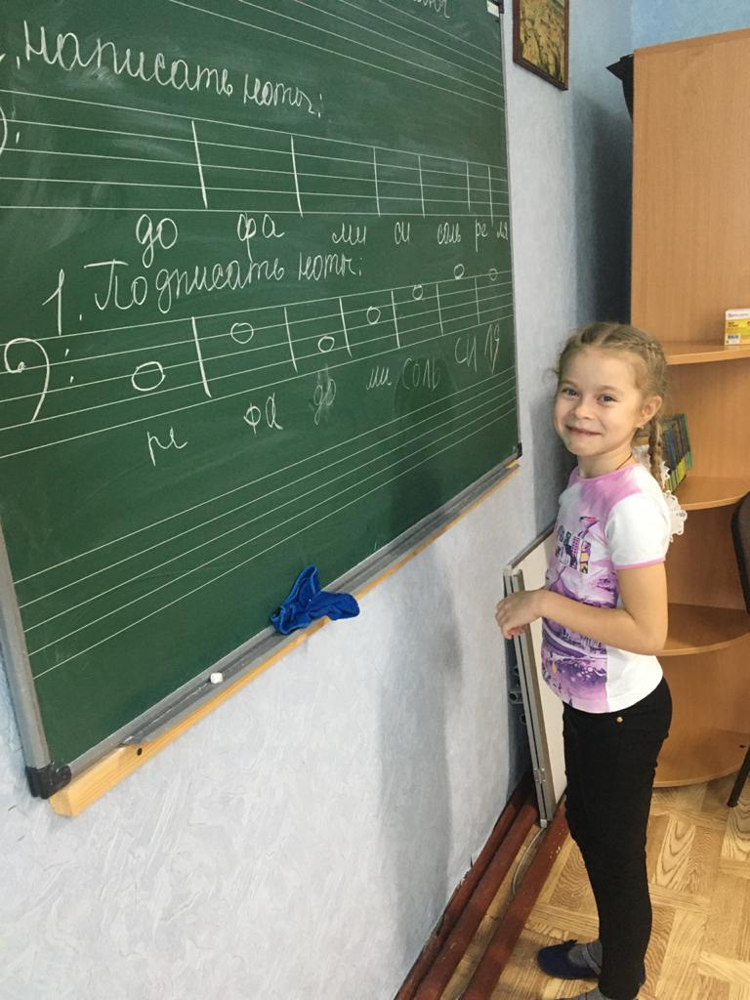 написать ноты:
до фа ми си соль ре ля
1. Подписать ноты:
ре фа до ми соль си ля